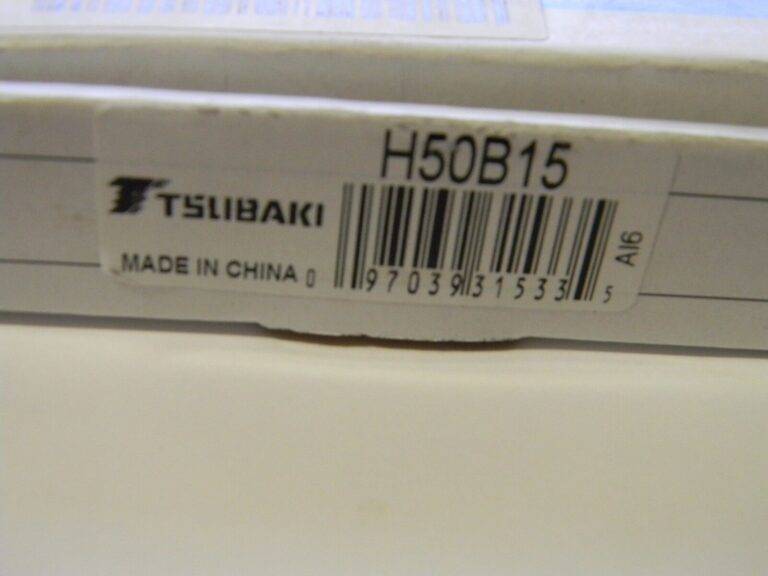 H50B15
TSUBAKI
MADE IN CHINA
0 97039 31533 5
AI6